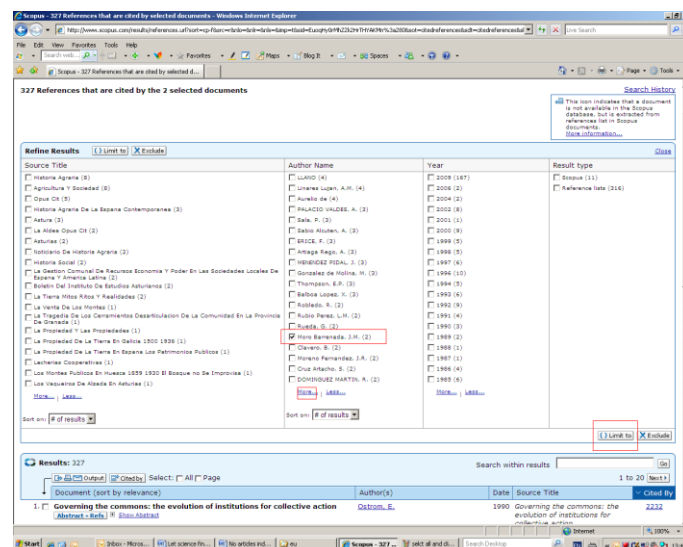 Scopus - 327 References that are cited by selected documents - Windows Internet Explorer
Live Search
File Edit View Favorites Tools Help
Search web... Favorites Maps Blog It Spaces
Scopus - 327 References that are cited by selected d... Page Tools
327 References that are cited by the 2 selected documents
Search History
This icon indicates that a document
is not available in the Scopus
database, but is extracted from
references list in Scopus
documents.
More information...
Refine Results Limit to Exclude Close
Source Title Author Name Year Result type
Historia Agraria (8) LLANO (4) 2009 (167) Scopus (11)
Agricultura Y Sociedad (8) Linares Lujan, A.M. (4) 2006 (2) Reference lists (316)
Opus Cit (5) Aurelio de (4) 2004 (2)
Historia Agraria De La Espana Contemporanea (3) PALACIO VALDES, A. (3) 2002 (8)
Astura (3) Sala, P. (3) 2001 (1)
La Aldea Opus Cit (2) Sabio Alcuten, A. (3) 2000 (9)
Asturias (2) ERICE, F. (3) 1999 (5)
Noticiario De Historia Agraria (2) Artiaga Rego, A. (3) 1998 (5)
Historia Social (2) MENENDEZ PIDAL, J. (3) 1997 (6)
La Gestion Comunal De Recursos Economia Y Poder En Las Sociedades Locales De Gonzalez de Molina, M. (3) 1996 (10)
Espana Y America Latina (2)
Boletin Del Instituto De Estudios Asturianos (2) Thompson, E.P. (3) 1994 (5)
La Tierra Mitos Ritos Y Realidades (2) Balboa Lopez, X. (3) 1993 (6)
La Venta De Los Montes (1) Robledo, R. (2) 1992 (9)
La Tragedia De Los Cerramientos Desarticulacion De La Comunidad En La Provincia Rubio Perez, L.M. (2) 1991 (4)
De Granada (1) Rueda, G. (2) 1990 (3)
La Propiedad Y Las Propiedades (1) Moro Barrenada, J.M. (2) 1989 (2)
La Propiedad De La Tierra En Galicia 1500 1936 (1) Clavero, B. (2) 1988 (1)
La Propiedad De La Tierra En Espana Los Patrimonios Publicos (1) Moreno Fernandez, J.R. (2) 1987 (1)
Lecherias Cooperativas (1) Cruz Artacho, S. (2) 1986 (4)
Los Montes Publicos En Huesca 1859 1930 El Bosque no Se Improvisa (1) DOMINGUEZ MARTIN, R. (2) 1985 (6)
Los Vaqueiros De Alzada En Asturias (1)
More... Less... More... Less... More... Less...
Sort on: # of results Sort on: # of results
Limit to Exclude
Results: 327 Search within results Go
Output Cited by Select: All Page 1 to 20 Next
Document (sort by relevance) Author(s) Date Source Title Cited By
1. Governing the commons: the evolution of institutions for collective action Ostrom, E. 1990 Governing the commons: the 2232
Abstract + Refs Show Abstract evolution of institutions for
collective action
Internet 100%
Start Inbox - Micros... Let science fin... No articles ind... eu Scopus - 327 ... Search Desktop